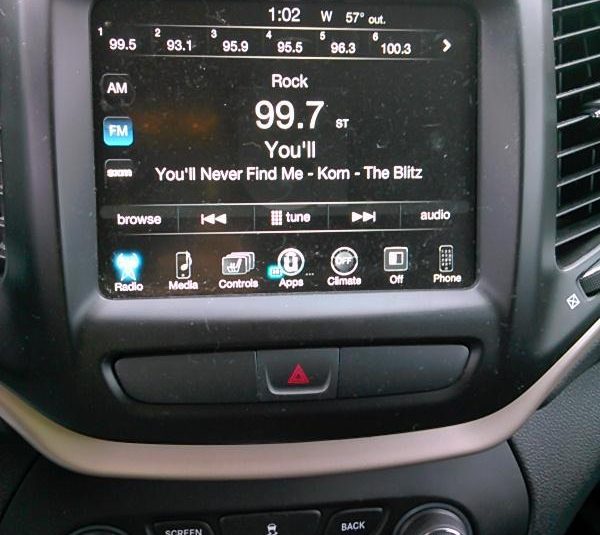 1:02 W 57° out.
1 99.5 2 93.1 3 95.9 4 95.5 5 96.3 6 100.3
AM
Rock
FM
99.7 ST
You'll
sxm
You'll Never Find Me - Korn - The Blitz
browse tune audio
OFF
Radio Media Controls Apps ... Climate Off Phone
SCREEN BACK